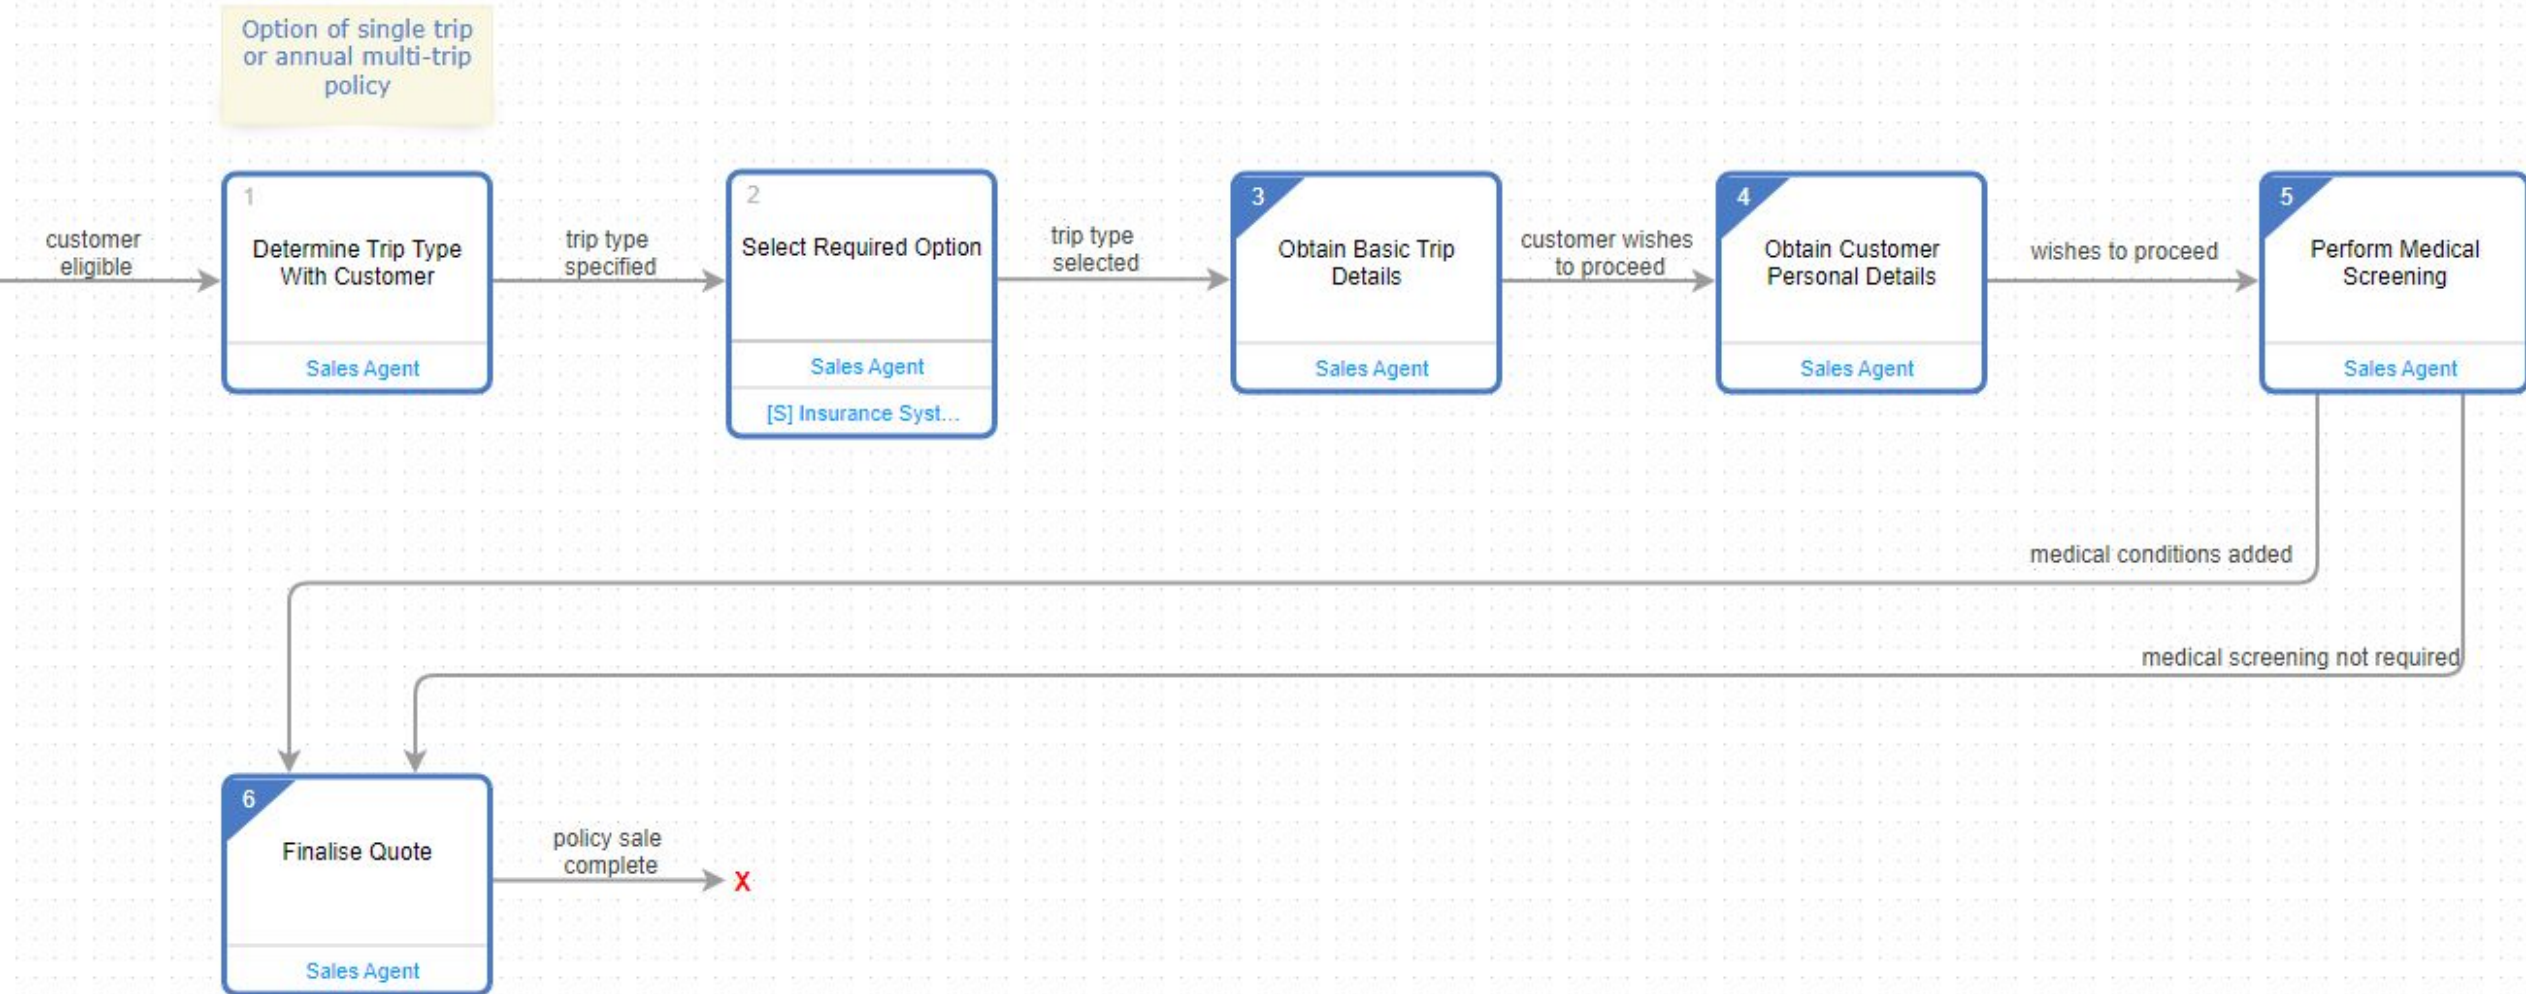 Option of single trip
or annual multi-trip
policy
customer
eligible
1
Determine Trip Type
With Customer
Sales Agent
trip type
specified
2
Select Required Option
Sales Agent
[S] Insurance Syst...
trip type
selected
3
Obtain Basic Trip
Details
Sales Agent
customer wishes
to proceed
4
Obtain Customer
Personal Details
Sales Agent
wishes to proceed
5
Perform Medical
Screening
Sales Agent
medical conditions added
medical screening not required
6
Finalise Quote
Sales Agent
policy sale
complete
X